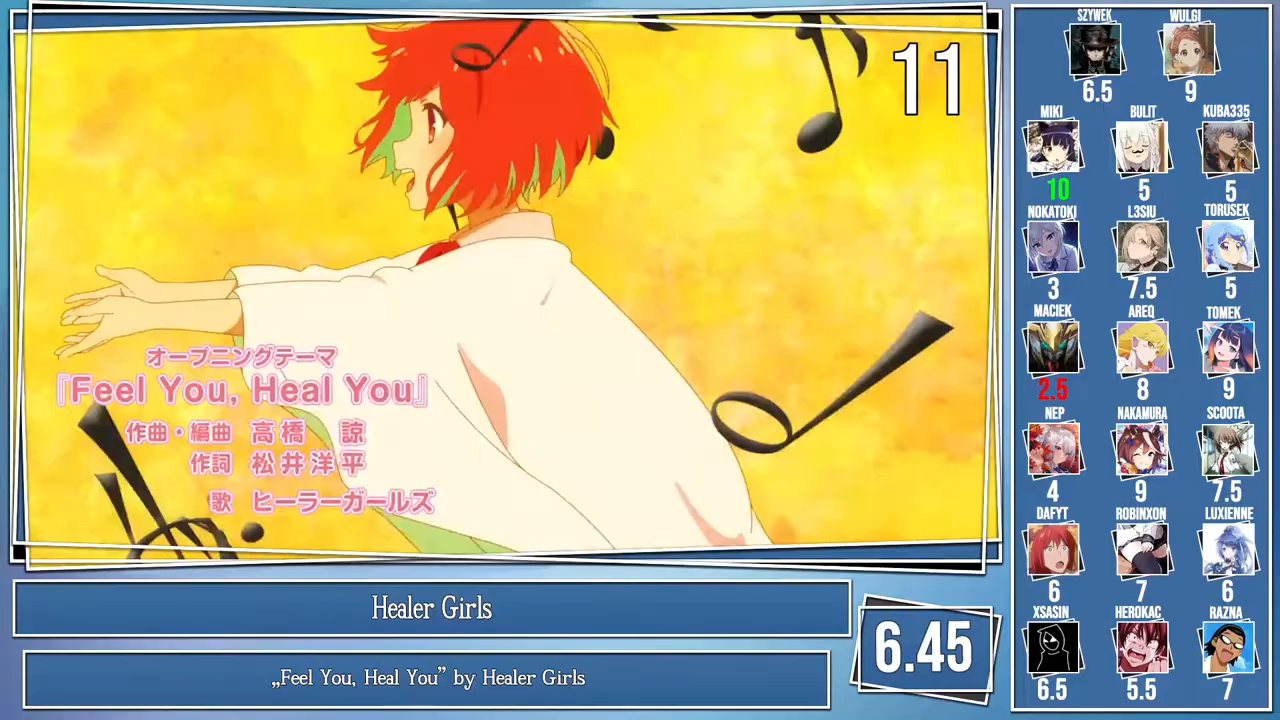 11
オープニングテーマ
『Feel You, Heal You』
作曲・編曲 高橋 諒
作詞 松井洋平
歌 ヒーラーガールズ
Healer Girls
„Feel You, Heal You” by Healer Girls
6.45
SZYWEK WULGI
6.5 9
MIKI BULIT KUBA335
10 5 5
NOKATOKI L3SIU TORUSEK
3 7.5 5
MACIEK AREQ TOMEK
2.5 8 9
NEP NAKAMURA SCOOTA
4 9 7.5
DAFYT ROBINXON LUXIENNE
6 7 6
XSASIN HEROKAC RAZNA
6.5 5.5 7